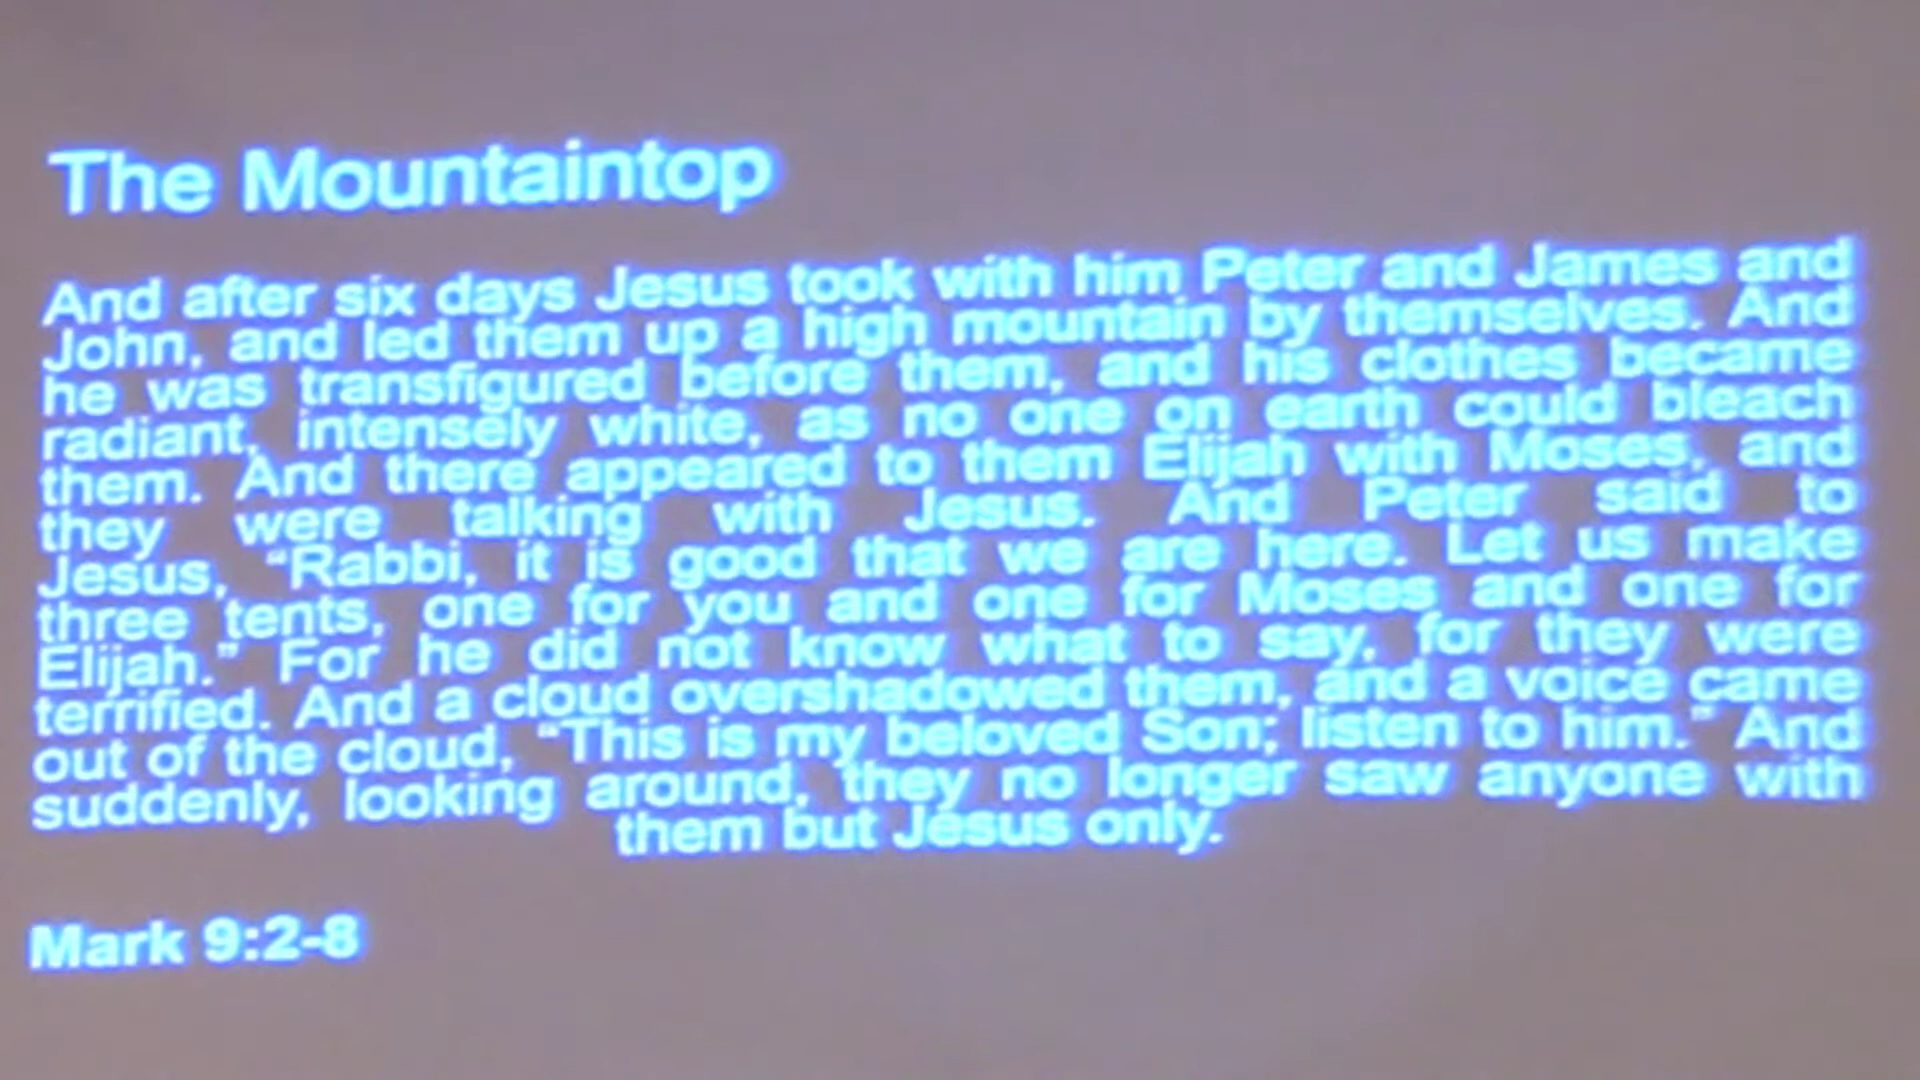 The Mountaintop
And after six days Jesus took with him Peter and James and
John, and led them up a high mountain by themselves. And
he was transfigured before them, and his clothes became
radiant, intensely white, as no one on earth could bleach
them. And there appeared to them Elijah with Moses, and
they were talking with Jesus. And Peter said to
Jesus, “Rabbi, it is good that we are here. Let us make
three tents, one for you and one for Moses and one for
Elijah.” For he did not know what to say, for they were
terrified. And a cloud overshadowed them, and a voice came
out of the cloud, “This is my beloved Son; listen to him.” And
suddenly, looking around, they no longer saw anyone with
them but Jesus only.
Mark 9:2-8